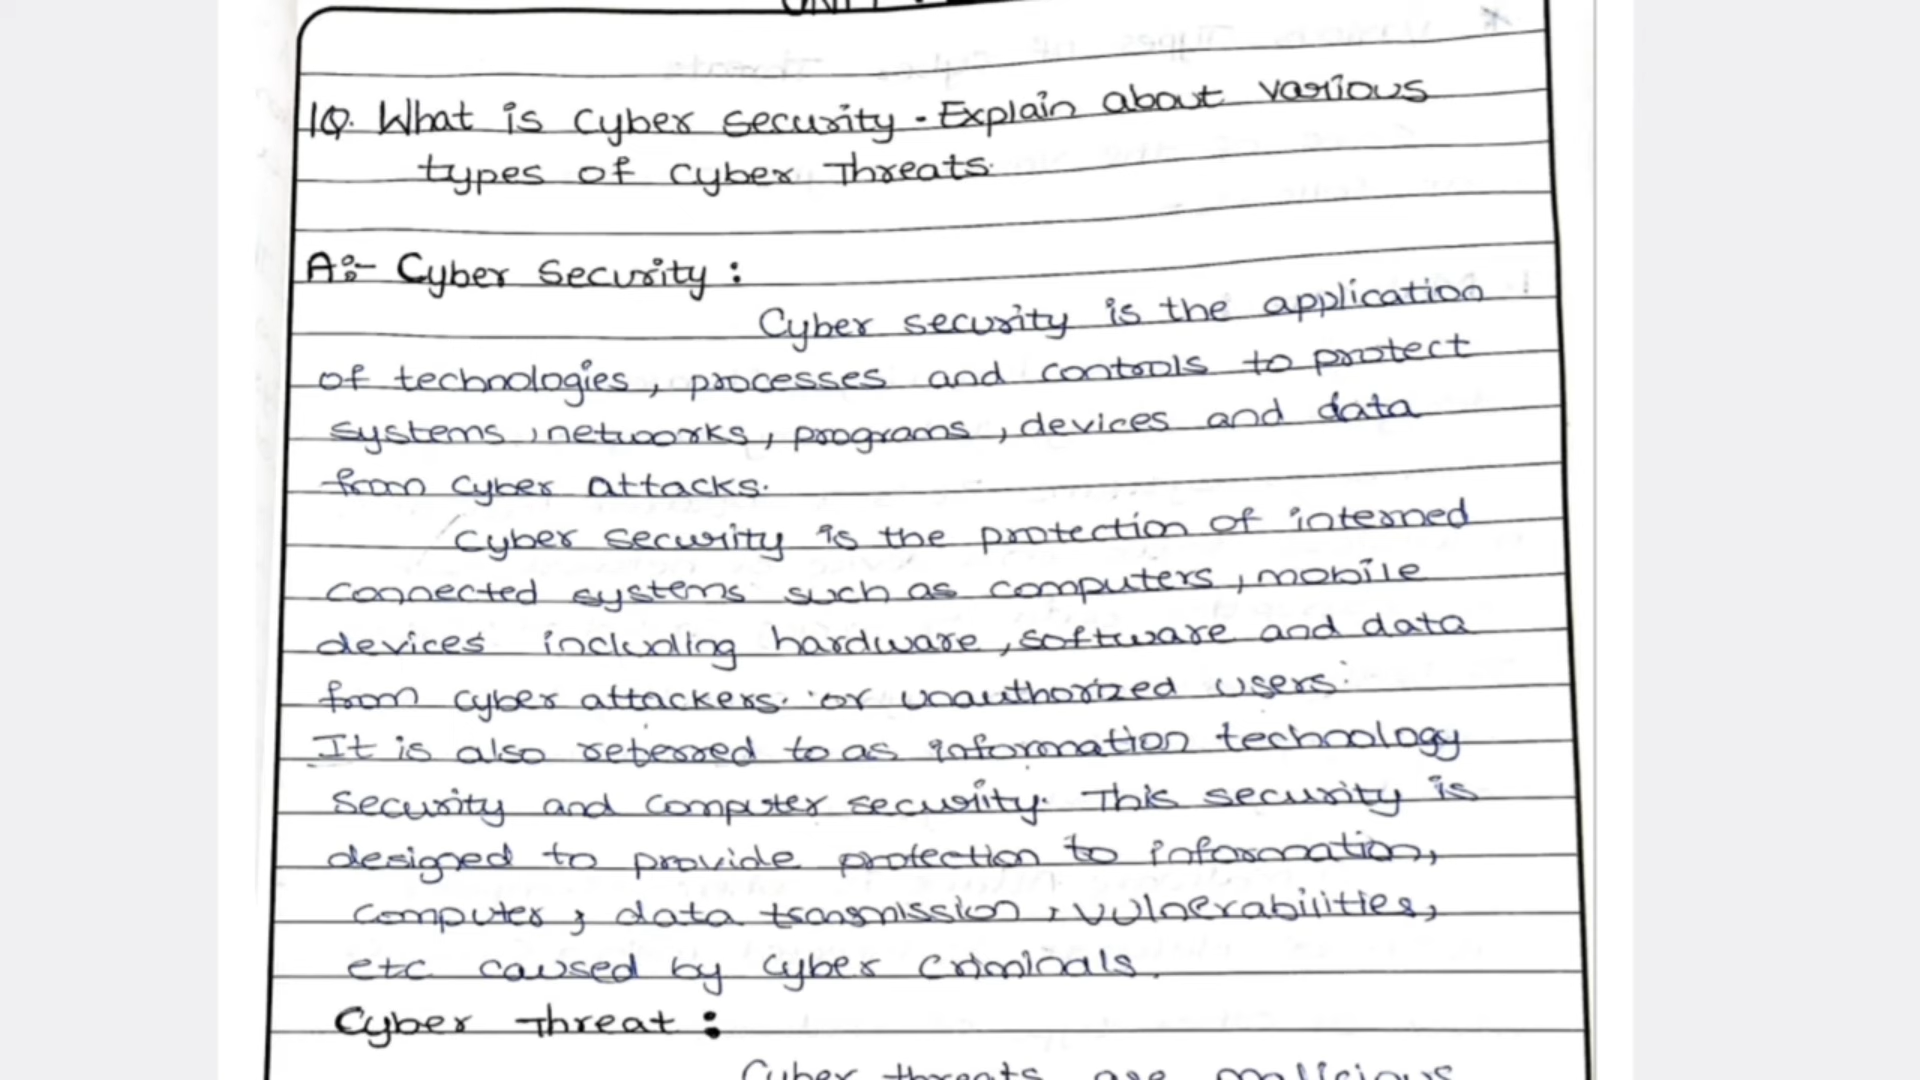 UNIT
1Q. What is Cyber Security. Explain about various
types of Cyber Threats.
A:- Cyber Security :
Cyber security is the application
of technologies, processes and controls to protect
systems, networks, programs, devices and data
from Cyber Attacks.
Cyber Security is the protection of interned
connected systems such as computers, mobile
devices including hardware, software and data
from cyber attackers. or unauthorized users.
It is also referred to as information technology
Security and Computer security. This security is
designed to provide protection to information,
Computer, data transmission, vulnerabilities,
etc caused by Cyber Criminals.
Cyber Threat :
Cyber threats are malicious